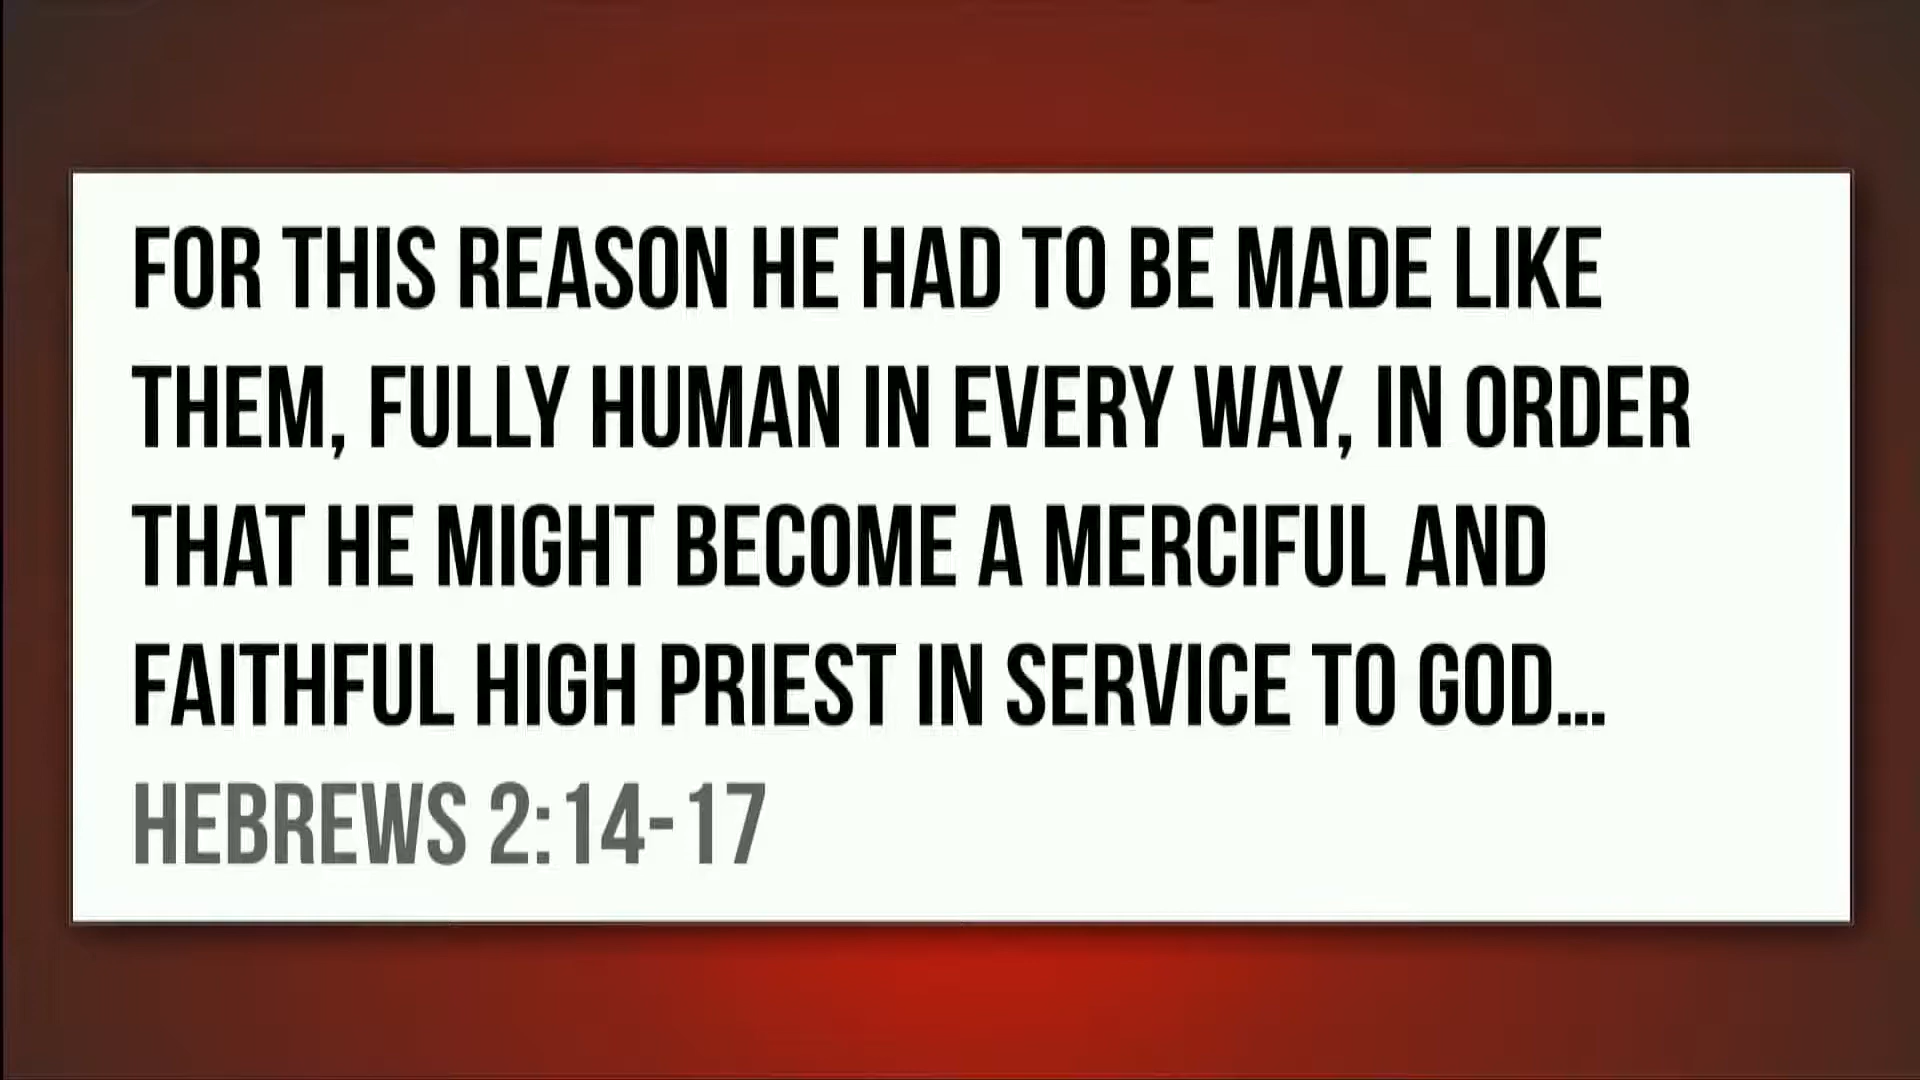 FOR THIS REASON HE HAD TO BE MADE LIKE
THEM, FULLY HUMAN IN EVERY WAY, IN ORDER
THAT HE MIGHT BECOME A MERCIFUL AND
FAITHFUL HIGH PRIEST IN SERVICE TO GOD...
HEBREWS 2:14-17